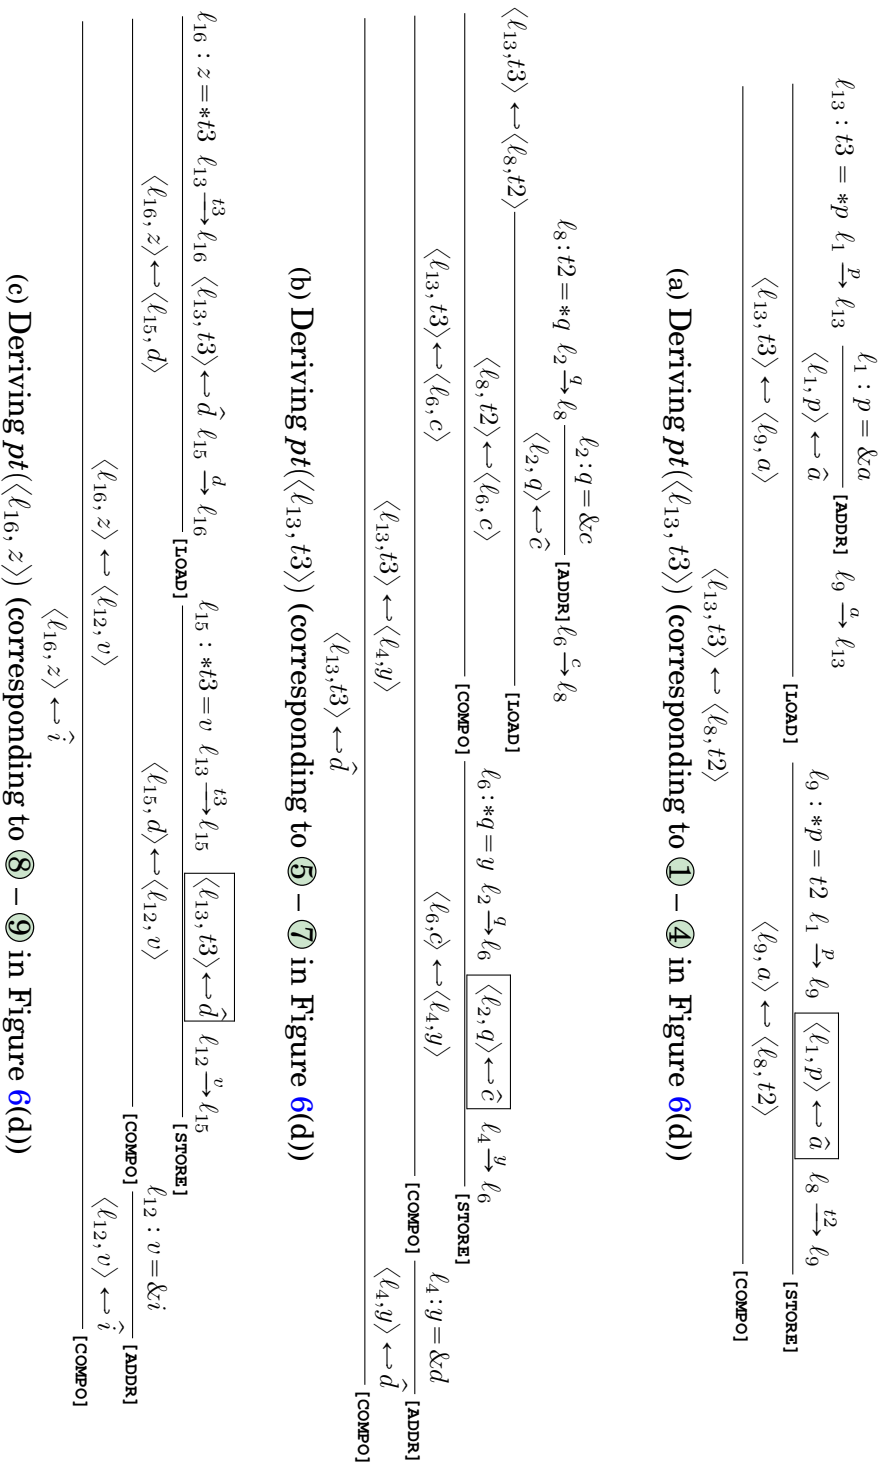 ℓ₁ : p = &a
ℓ₁₃ : t3 = *p ℓ₁ →ᵖ ℓ₁₃ ⟨ℓ₁, p⟩ ↩ â [ADDR] ℓ₉ →ᵃ ℓ₁₃ [LOAD]
ℓ₉ : *p = t2 ℓ₁ →ᵖ ℓ₉ ⟨ℓ₁, p⟩ ↩ â ℓ₈ →ᵗ² ℓ₉ [STORE]
⟨ℓ₁₃, t3⟩ ↩ ⟨ℓ₉, a⟩ ⟨ℓ₉, a⟩ ↩ ⟨ℓ₈, t2⟩ [COMPO]
⟨ℓ₁₃, t3⟩ ↩ ⟨ℓ₈, t2⟩
(a) Deriving pt(⟨ℓ₁₃, t3⟩) (corresponding to ① – ④ in Figure 6(d))
ℓ₂ : q = &c
ℓ₈ : t2 = *q ℓ₂ →^q ℓ₈ ⟨ℓ₂, q⟩ ↩ ĉ [ADDR] ℓ₆ →ᶜ ℓ₈
⟨ℓ₁₃, t3⟩ ↩ ⟨ℓ₈, t2⟩ ⟨ℓ₈, t2⟩ ↩ ⟨ℓ₆, c⟩ [LOAD]
ℓ₆ : *q = y ℓ₂ →^q ℓ₆ ⟨ℓ₂, q⟩ ↩ ĉ ℓ₄ →ʸ ℓ₆
⟨ℓ₁₃, t3⟩ ↩ ⟨ℓ₆, c⟩ [COMPO] ⟨ℓ₆, c⟩ ↩ ⟨ℓ₄, y⟩ [STORE]
ℓ₄ : y = &d
⟨ℓ₁₃, t3⟩ ↩ ⟨ℓ₄, y⟩ [COMPO] ⟨ℓ₄, y⟩ ↩ d̂ [ADDR]
⟨ℓ₁₃, t3⟩ ↩ d̂ [COMPO]
(b) Deriving pt(⟨ℓ₁₃, t3⟩) (corresponding to ⑤ – ⑦ in Figure 6(d))
ℓ₁₆ : z = *t3 ℓ₁₃ →ᵗ³ ℓ₁₆ ⟨ℓ₁₃, t3⟩ ↩ d̂ ℓ₁₅ →ᵈ ℓ₁₆ [LOAD]
ℓ₁₅ : *t3 = v ℓ₁₃ →ᵗ³ ℓ₁₅ ⟨ℓ₁₃, t3⟩ ↩ d̂ ℓ₁₂ →ᵛ ℓ₁₅ [STORE]
⟨ℓ₁₆, z⟩ ↩ ⟨ℓ₁₅, d⟩ ⟨ℓ₁₅, d⟩ ↩ ⟨ℓ₁₂, v⟩ [COMPO]
ℓ₁₂ : v = &i
⟨ℓ₁₆, z⟩ ↩ ⟨ℓ₁₂, v⟩ ⟨ℓ₁₂, v⟩ ↩ î [ADDR]
⟨ℓ₁₆, z⟩ ↩ î [COMPO]
(c) Deriving pt(⟨ℓ₁₆, z⟩) (corresponding to ⑧ – ⑨ in Figure 6(d))